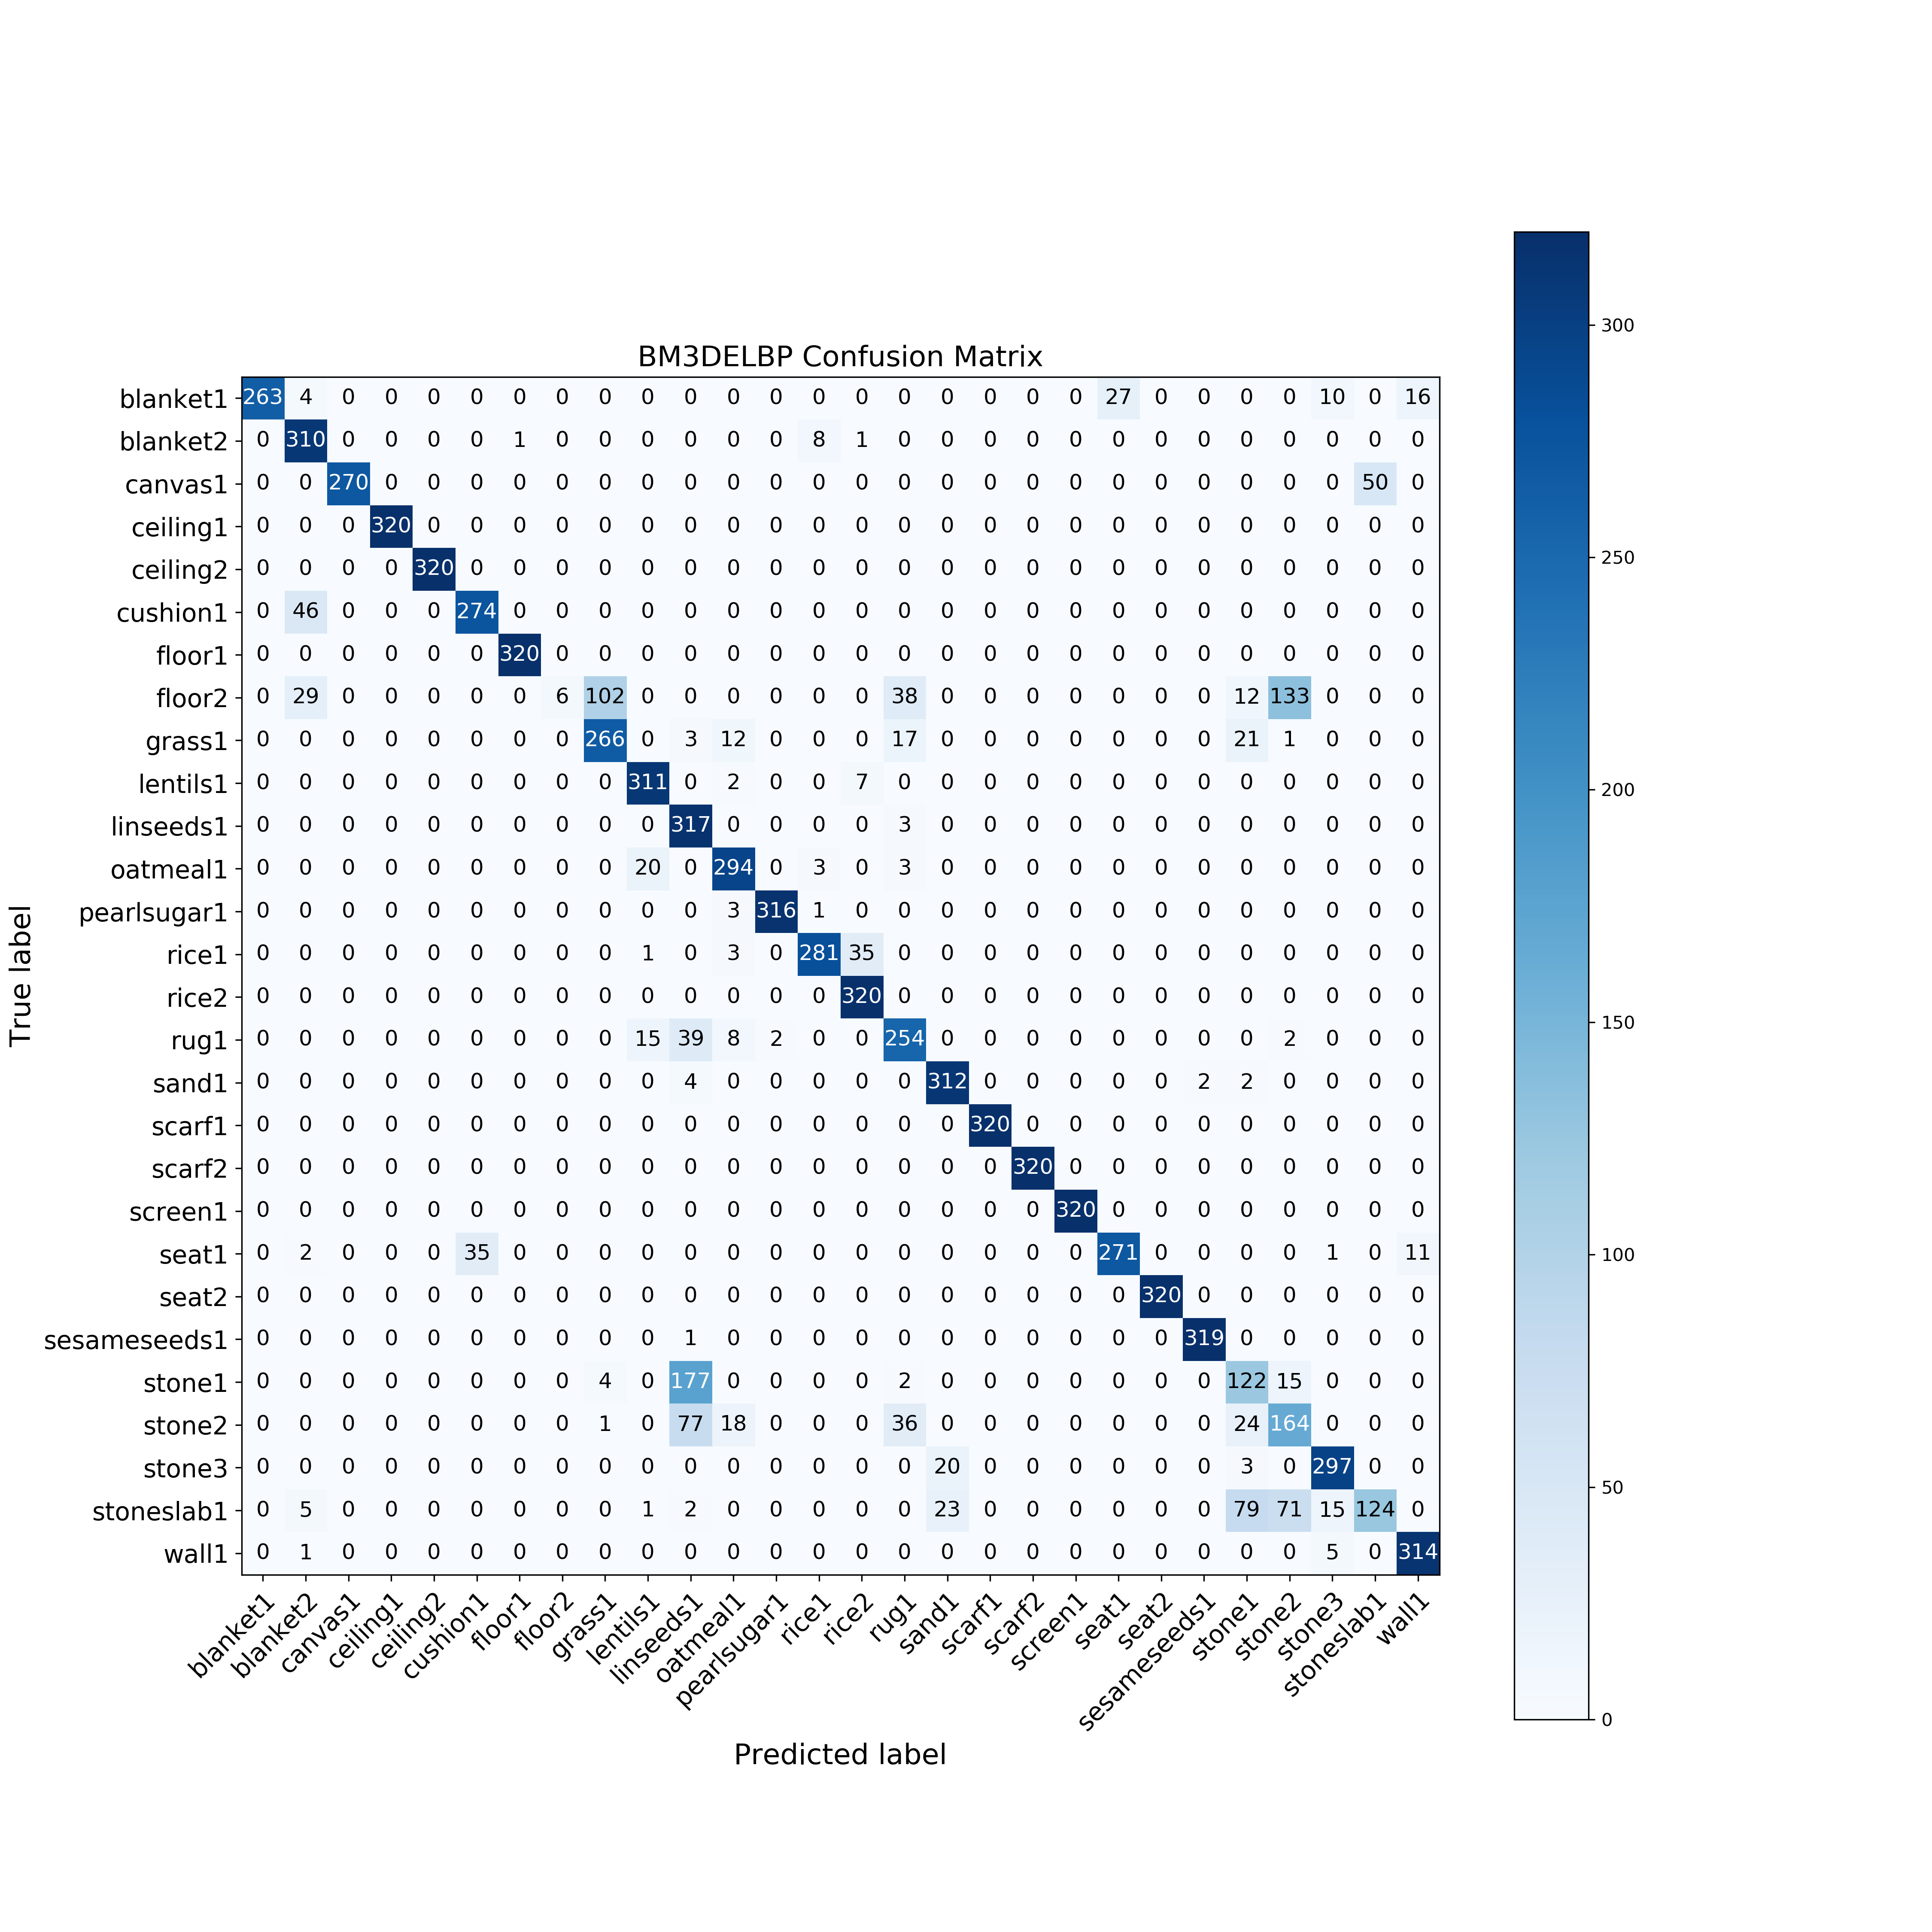 BM3DELBP Confusion Matrix
blanket1 263 4 0 0 0 0 0 0 0 0 0 0 0 0 0 0 0 0 0 0 27 0 0 0 0 10 0 16
blanket2 0 310 0 0 0 0 1 0 0 0 0 0 0 8 1 0 0 0 0 0 0 0 0 0 0 0 0 0
canvas1 0 0 270 0 0 0 0 0 0 0 0 0 0 0 0 0 0 0 0 0 0 0 0 0 0 0 50 0
ceiling1 0 0 0 320 0 0 0 0 0 0 0 0 0 0 0 0 0 0 0 0 0 0 0 0 0 0 0 0
ceiling2 0 0 0 0 320 0 0 0 0 0 0 0 0 0 0 0 0 0 0 0 0 0 0 0 0 0 0 0
cushion1 0 46 0 0 0 274 0 0 0 0 0 0 0 0 0 0 0 0 0 0 0 0 0 0 0 0 0 0
floor1 0 0 0 0 0 0 320 0 0 0 0 0 0 0 0 0 0 0 0 0 0 0 0 0 0 0 0 0
floor2 0 29 0 0 0 0 0 6 102 0 0 0 0 0 0 38 0 0 0 0 0 0 0 12 133 0 0 0
grass1 0 0 0 0 0 0 0 0 266 0 3 12 0 0 0 17 0 0 0 0 0 0 0 21 1 0 0 0
lentils1 0 0 0 0 0 0 0 0 0 311 0 2 0 0 7 0 0 0 0 0 0 0 0 0 0 0 0 0
linseeds1 0 0 0 0 0 0 0 0 0 0 317 0 0 0 0 3 0 0 0 0 0 0 0 0 0 0 0 0
oatmeal1 0 0 0 0 0 0 0 0 0 20 0 294 0 3 0 3 0 0 0 0 0 0 0 0 0 0 0 0
pearlsugar1 0 0 0 0 0 0 0 0 0 0 0 3 316 1 0 0 0 0 0 0 0 0 0 0 0 0 0 0
rice1 0 0 0 0 0 0 0 0 0 1 0 3 0 281 35 0 0 0 0 0 0 0 0 0 0 0 0 0
rice2 0 0 0 0 0 0 0 0 0 0 0 0 0 0 320 0 0 0 0 0 0 0 0 0 0 0 0 0
rug1 0 0 0 0 0 0 0 0 0 15 39 8 2 0 0 254 0 0 0 0 0 0 0 0 2 0 0 0
sand1 0 0 0 0 0 0 0 0 0 0 4 0 0 0 0 0 312 0 0 0 0 0 2 2 0 0 0 0
scarf1 0 0 0 0 0 0 0 0 0 0 0 0 0 0 0 0 0 320 0 0 0 0 0 0 0 0 0 0
scarf2 0 0 0 0 0 0 0 0 0 0 0 0 0 0 0 0 0 0 320 0 0 0 0 0 0 0 0 0
screen1 0 0 0 0 0 0 0 0 0 0 0 0 0 0 0 0 0 0 0 320 0 0 0 0 0 0 0 0
seat1 0 2 0 0 0 35 0 0 0 0 0 0 0 0 0 0 0 0 0 0 271 0 0 0 0 1 0 11
seat2 0 0 0 0 0 0 0 0 0 0 0 0 0 0 0 0 0 0 0 0 0 320 0 0 0 0 0 0
sesameseeds1 0 0 0 0 0 0 0 0 0 0 1 0 0 0 0 0 0 0 0 0 0 0 319 0 0 0 0 0
stone1 0 0 0 0 0 0 0 0 4 0 177 0 0 0 0 2 0 0 0 0 0 0 0 122 15 0 0 0
stone2 0 0 0 0 0 0 0 0 1 0 77 18 0 0 0 36 0 0 0 0 0 0 0 24 164 0 0 0
stone3 0 0 0 0 0 0 0 0 0 0 0 0 0 0 0 0 20 0 0 0 0 0 0 3 0 297 0 0
stoneslab1 0 5 0 0 0 0 0 0 0 1 2 0 0 0 0 0 23 0 0 0 0 0 0 79 71 15 124 0
wall1 0 1 0 0 0 0 0 0 0 0 0 0 0 0 0 0 0 0 0 0 0 0 0 0 0 5 0 314
True label
blanket1 blanket2 canvas1 ceiling1 ceiling2 cushion1 floor1 floor2 grass1 lentils1 linseeds1 oatmeal1 pearlsugar1 rice1 rice2 rug1 sand1 scarf1 scarf2 screen1 seat1 seat2 sesameseeds1 stone1 stone2 stone3 stoneslab1 wall1
Predicted label
300
250
200
150
100
50
0